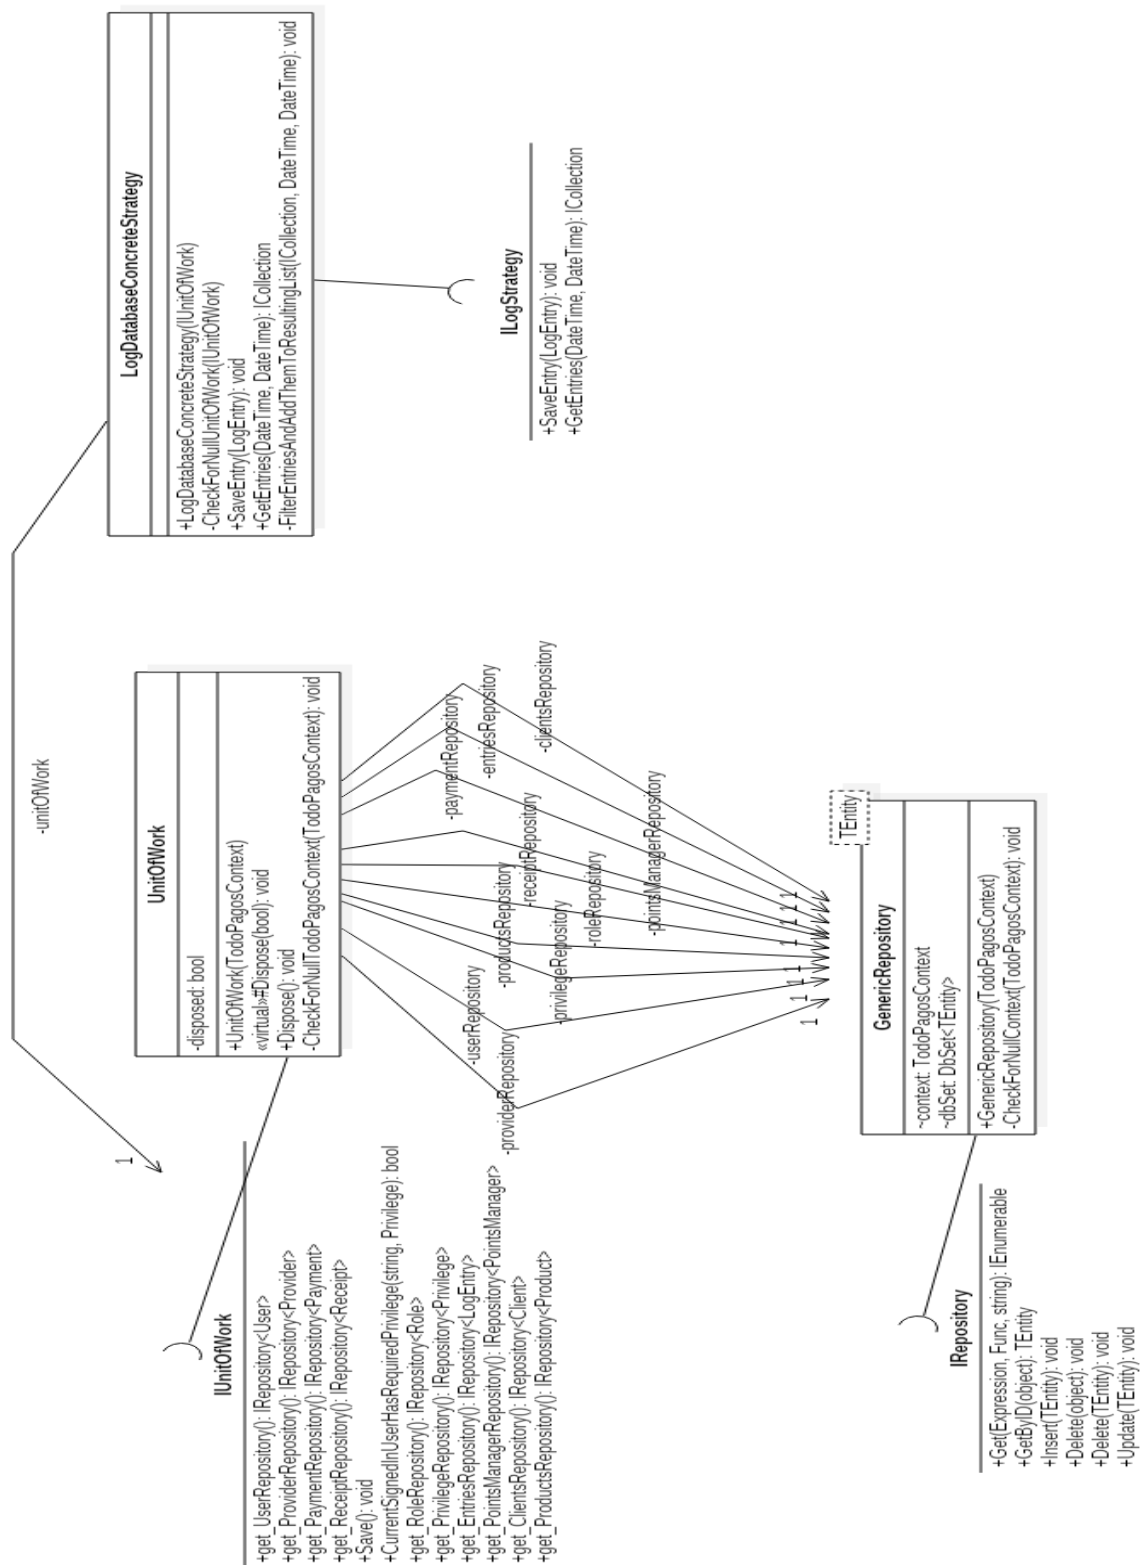 LogDatabaseConcreteStrategy
+LogDatabaseConcreteStrategy(IUnitOfWork)
-CheckForNullUnitOfWork(IUnitOfWork)
+SaveEntry(LogEntry): void
+GetEntries(DateTime, DateTime): ICollection
-FilterEntriesAndAddThemToResultingList(ICollection, DateTime, DateTime): void
ILogStrategy
+SaveEntry(LogEntry): void
+GetEntries(DateTime, DateTime): ICollection
-unitOfWork
1
UnitOfWork
-disposed: bool
+UnitOfWork(TodoPagosContext)
«virtual»#Dispose(bool): void
+Dispose(): void
-CheckForNullTodoPagosContext(TodoPagosContext): void
-paymentRepository
-entriesRepository
-clientsRepository
-userRepository
-productsRepository
-receiptRepository
-providerRepository
-privilegeRepository
-roleRepository
-pointsManagerRepository
1
1
1
1
1
1
1
1
IUnitOfWork
+get_UserRepository(): IRepository<User>
+get_ProviderRepository(): IRepository<Provider>
+get_PaymentRepository(): IRepository<Payment>
+get_ReceiptRepository(): IRepository<Receipt>
+Save(): void
+CurrentSignedInUserHasRequiredPrivilege(string, Privilege): bool
+get_RoleRepository(): IRepository<Role>
+get_PrivilegeRepository(): IRepository<Privilege>
+get_EntriesRepository(): IRepository<LogEntry>
+get_PointsManagerRepository(): IRepository<PointsManager>
+get_ClientsRepository(): IRepository<Client>
+get_ProductsRepository(): IRepository<Product>
TEntity
GenericRepository
~context: TodoPagosContext
~dbSet: DbSet<TEntity>
+GenericRepository(TodoPagosContext)
-CheckForNullContext(TodoPagosContext): void
IRepository
+Get(Expression, Func, string): IEnumerable
+GetByID(object): TEntity
+Insert(TEntity): void
+Delete(object): void
+Delete(TEntity): void
+Update(TEntity): void